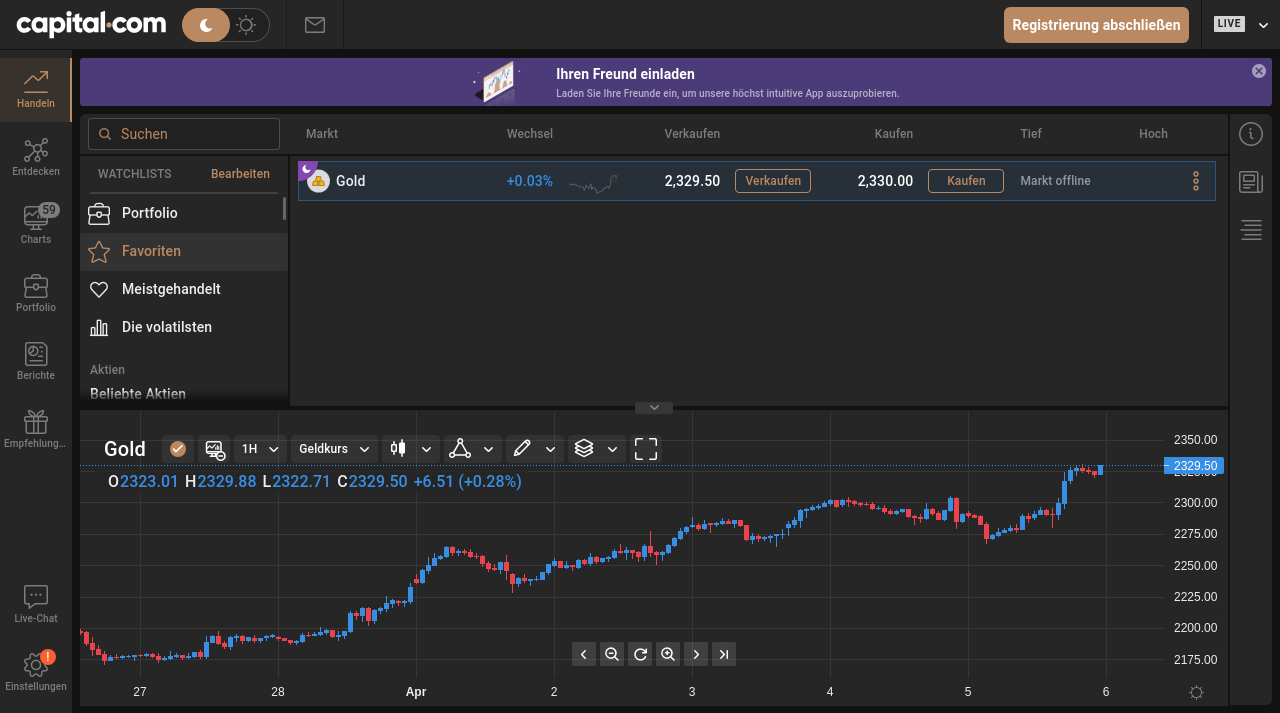 capital.com
Registrierung abschließen
LIVE
Handeln
Entdecken
59
Charts
Portfolio
Berichte
Empfehlung...
Live-Chat
!
Einstellungen
Ihren Freund einladen
Laden Sie Ihre Freunde ein, um unsere höchst intuitive App auszuprobieren.
Suchen
Markt Wechsel Verkaufen Kaufen Tief Hoch
WATCHLISTS Bearbeiten
Gold +0.03% 2,329.50 Verkaufen 2,330.00 Kaufen Markt offline
Portfolio
Favoriten
Meistgehandelt
Die volatilsten
Aktien
Beliebte Aktien
Gold 1H Geldkurs
O2323.01 H2329.88 L2322.71 C2329.50 +6.51 (+0.28%)
2350.00
2329.50
2300.00
2275.00
2250.00
2225.00
2200.00
2175.00
27 28 Apr 2 3 4 5 6